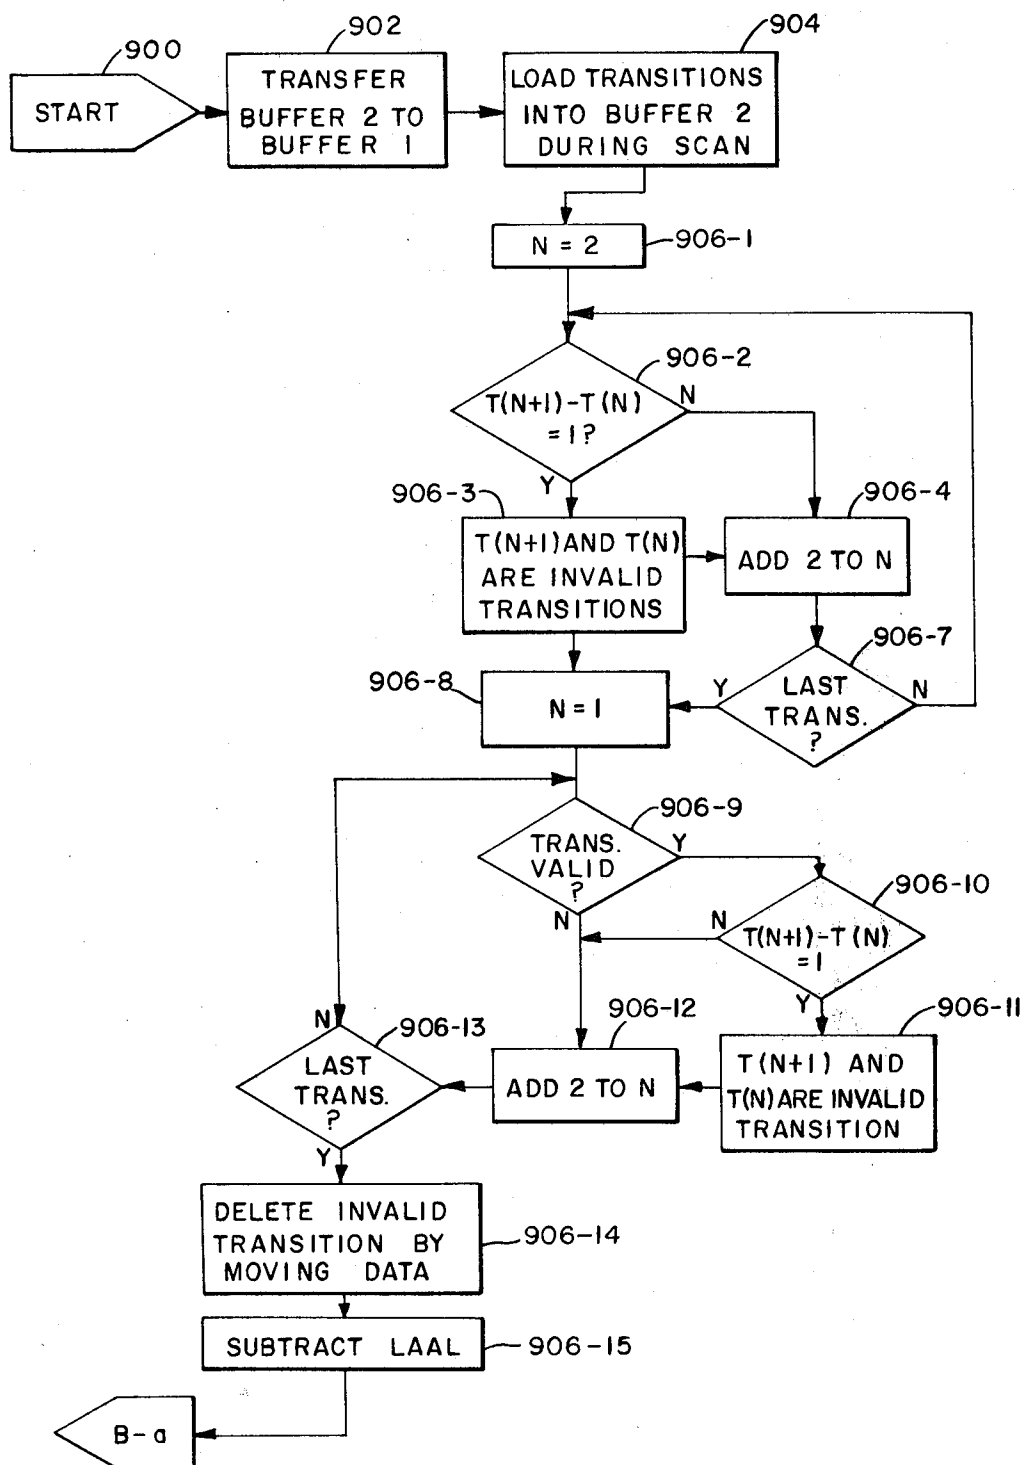 900
START
902
TRANSFER
BUFFER 2 TO
BUFFER 1
904
LOAD TRANSITIONS
INTO BUFFER 2
DURING SCAN
N = 2
906-1
906-2
T(N+1)-T(N)
= 1 ?
N
Y
906-3
T(N+1) AND T(N)
ARE INVALID
TRANSITIONS
906-4
ADD 2 TO N
906-7
LAST
TRANS.
?
Y
N
906-8
N = 1
906-9
TRANS.
VALID
?
Y
N
906-10
T(N+1)-T(N)
= 1
N
Y
906-11
T(N+1) AND
T(N) ARE INVALID
TRANSITION
906-12
ADD 2 TO N
906-13
N
LAST
TRANS.
?
Y
DELETE INVALID
TRANSITION BY
MOVING DATA
906-14
SUBTRACT LAAL
906-15
B-a